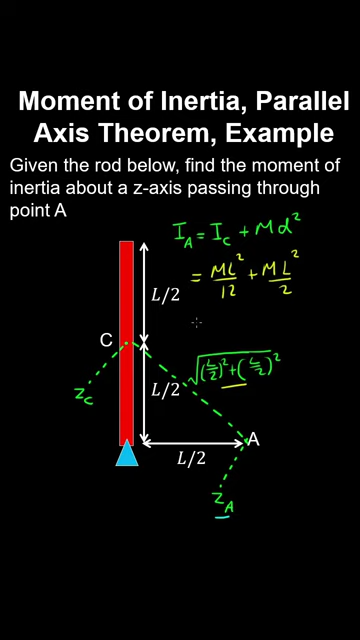 Moment of Inertia, Parallel
Axis Theorem, Example
Given the rod below, find the moment of
inertia about a z-axis passing through
point A
I_A = I_C + Md²
= ML²/12 + ML²/2
L/2
C
√((L/2)² + (L/2)²)
L/2
z_C
A
L/2
z_A